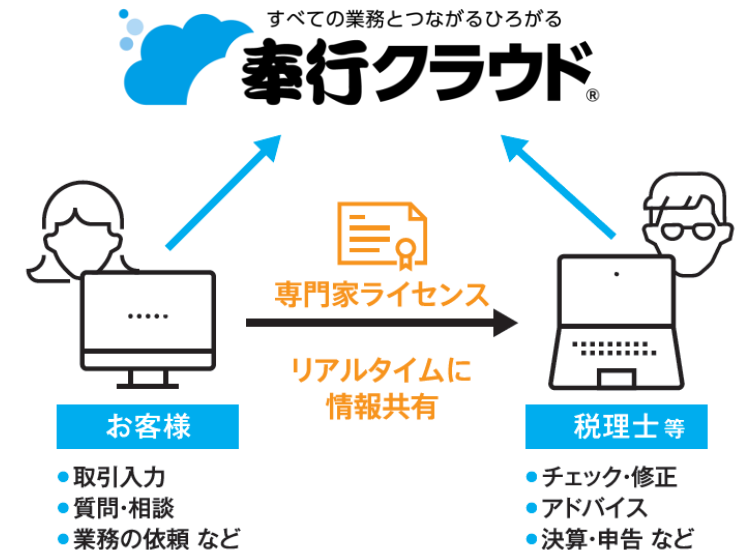 すべての業務とつながるひろがる
奉行クラウド®
専門家ライセンス
リアルタイムに
情報共有
お客様
・取引入力
・質問・相談
・業務の依頼 など
税理士等
・チェック・修正
・アドバイス
・決算・申告 など